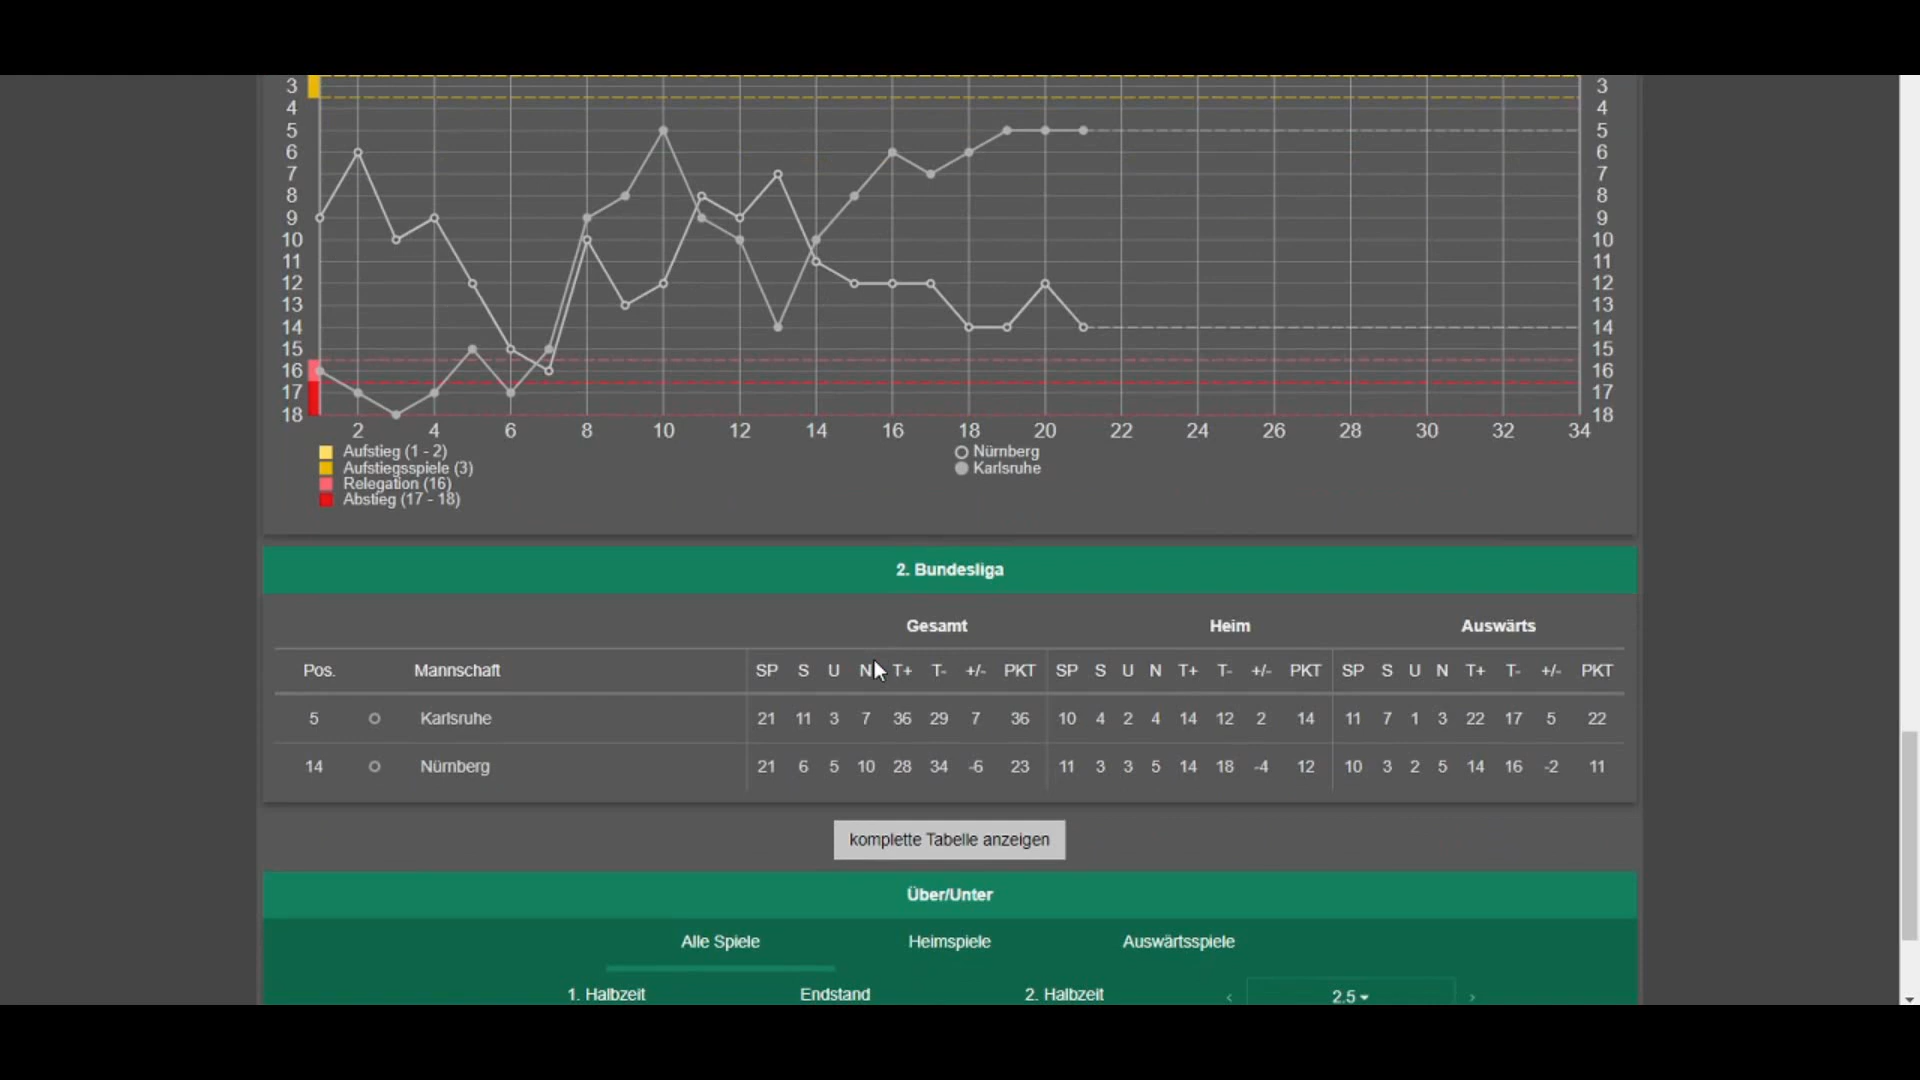 3 3
4 4
5 5
6 6
7 7
8 8
9 9
10 10
11 11
12 12
13 13
14 14
15 15
16 16
17 17
18 18
2 4 6 8 10 12 14 16 18 20 22 24 26 28 30 32 34
Aufstieg (1 - 2)
Aufstiegsspiele (3)
Relegation (16)
Abstieg (17 - 18)
Nürnberg
Karlsruhe
2. Bundesliga
Gesamt Heim Auswärts
Pos. Mannschaft SP S U N T+ T- +/- PKT SP S U N T+ T- +/- PKT SP S U N T+ T- +/- PKT
5 Karlsruhe 21 11 3 7 36 29 7 36 10 4 2 4 14 12 2 14 11 7 1 3 22 17 5 22
14 Nürnberg 21 6 5 10 28 34 -6 23 11 3 3 5 14 18 -4 12 10 3 2 5 14 16 -2 11
komplette Tabelle anzeigen
Über/Unter
Alle Spiele Heimspiele Auswärtsspiele
1. Halbzeit Endstand 2. Halbzeit < 2.5 >